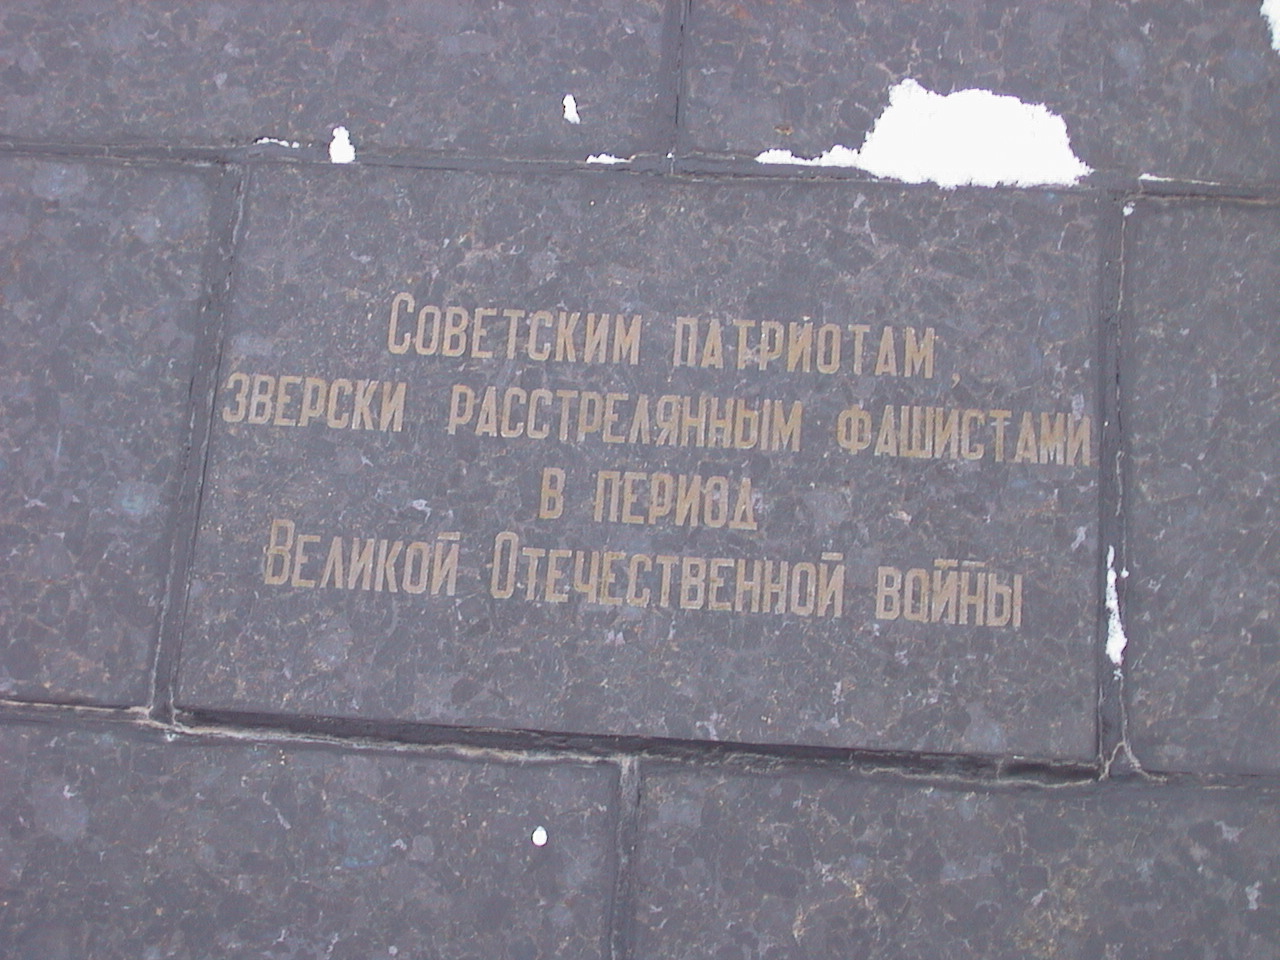 Советским патриотам,
зверски расстрелянным фашистами
в период
Великой Отечественной войны